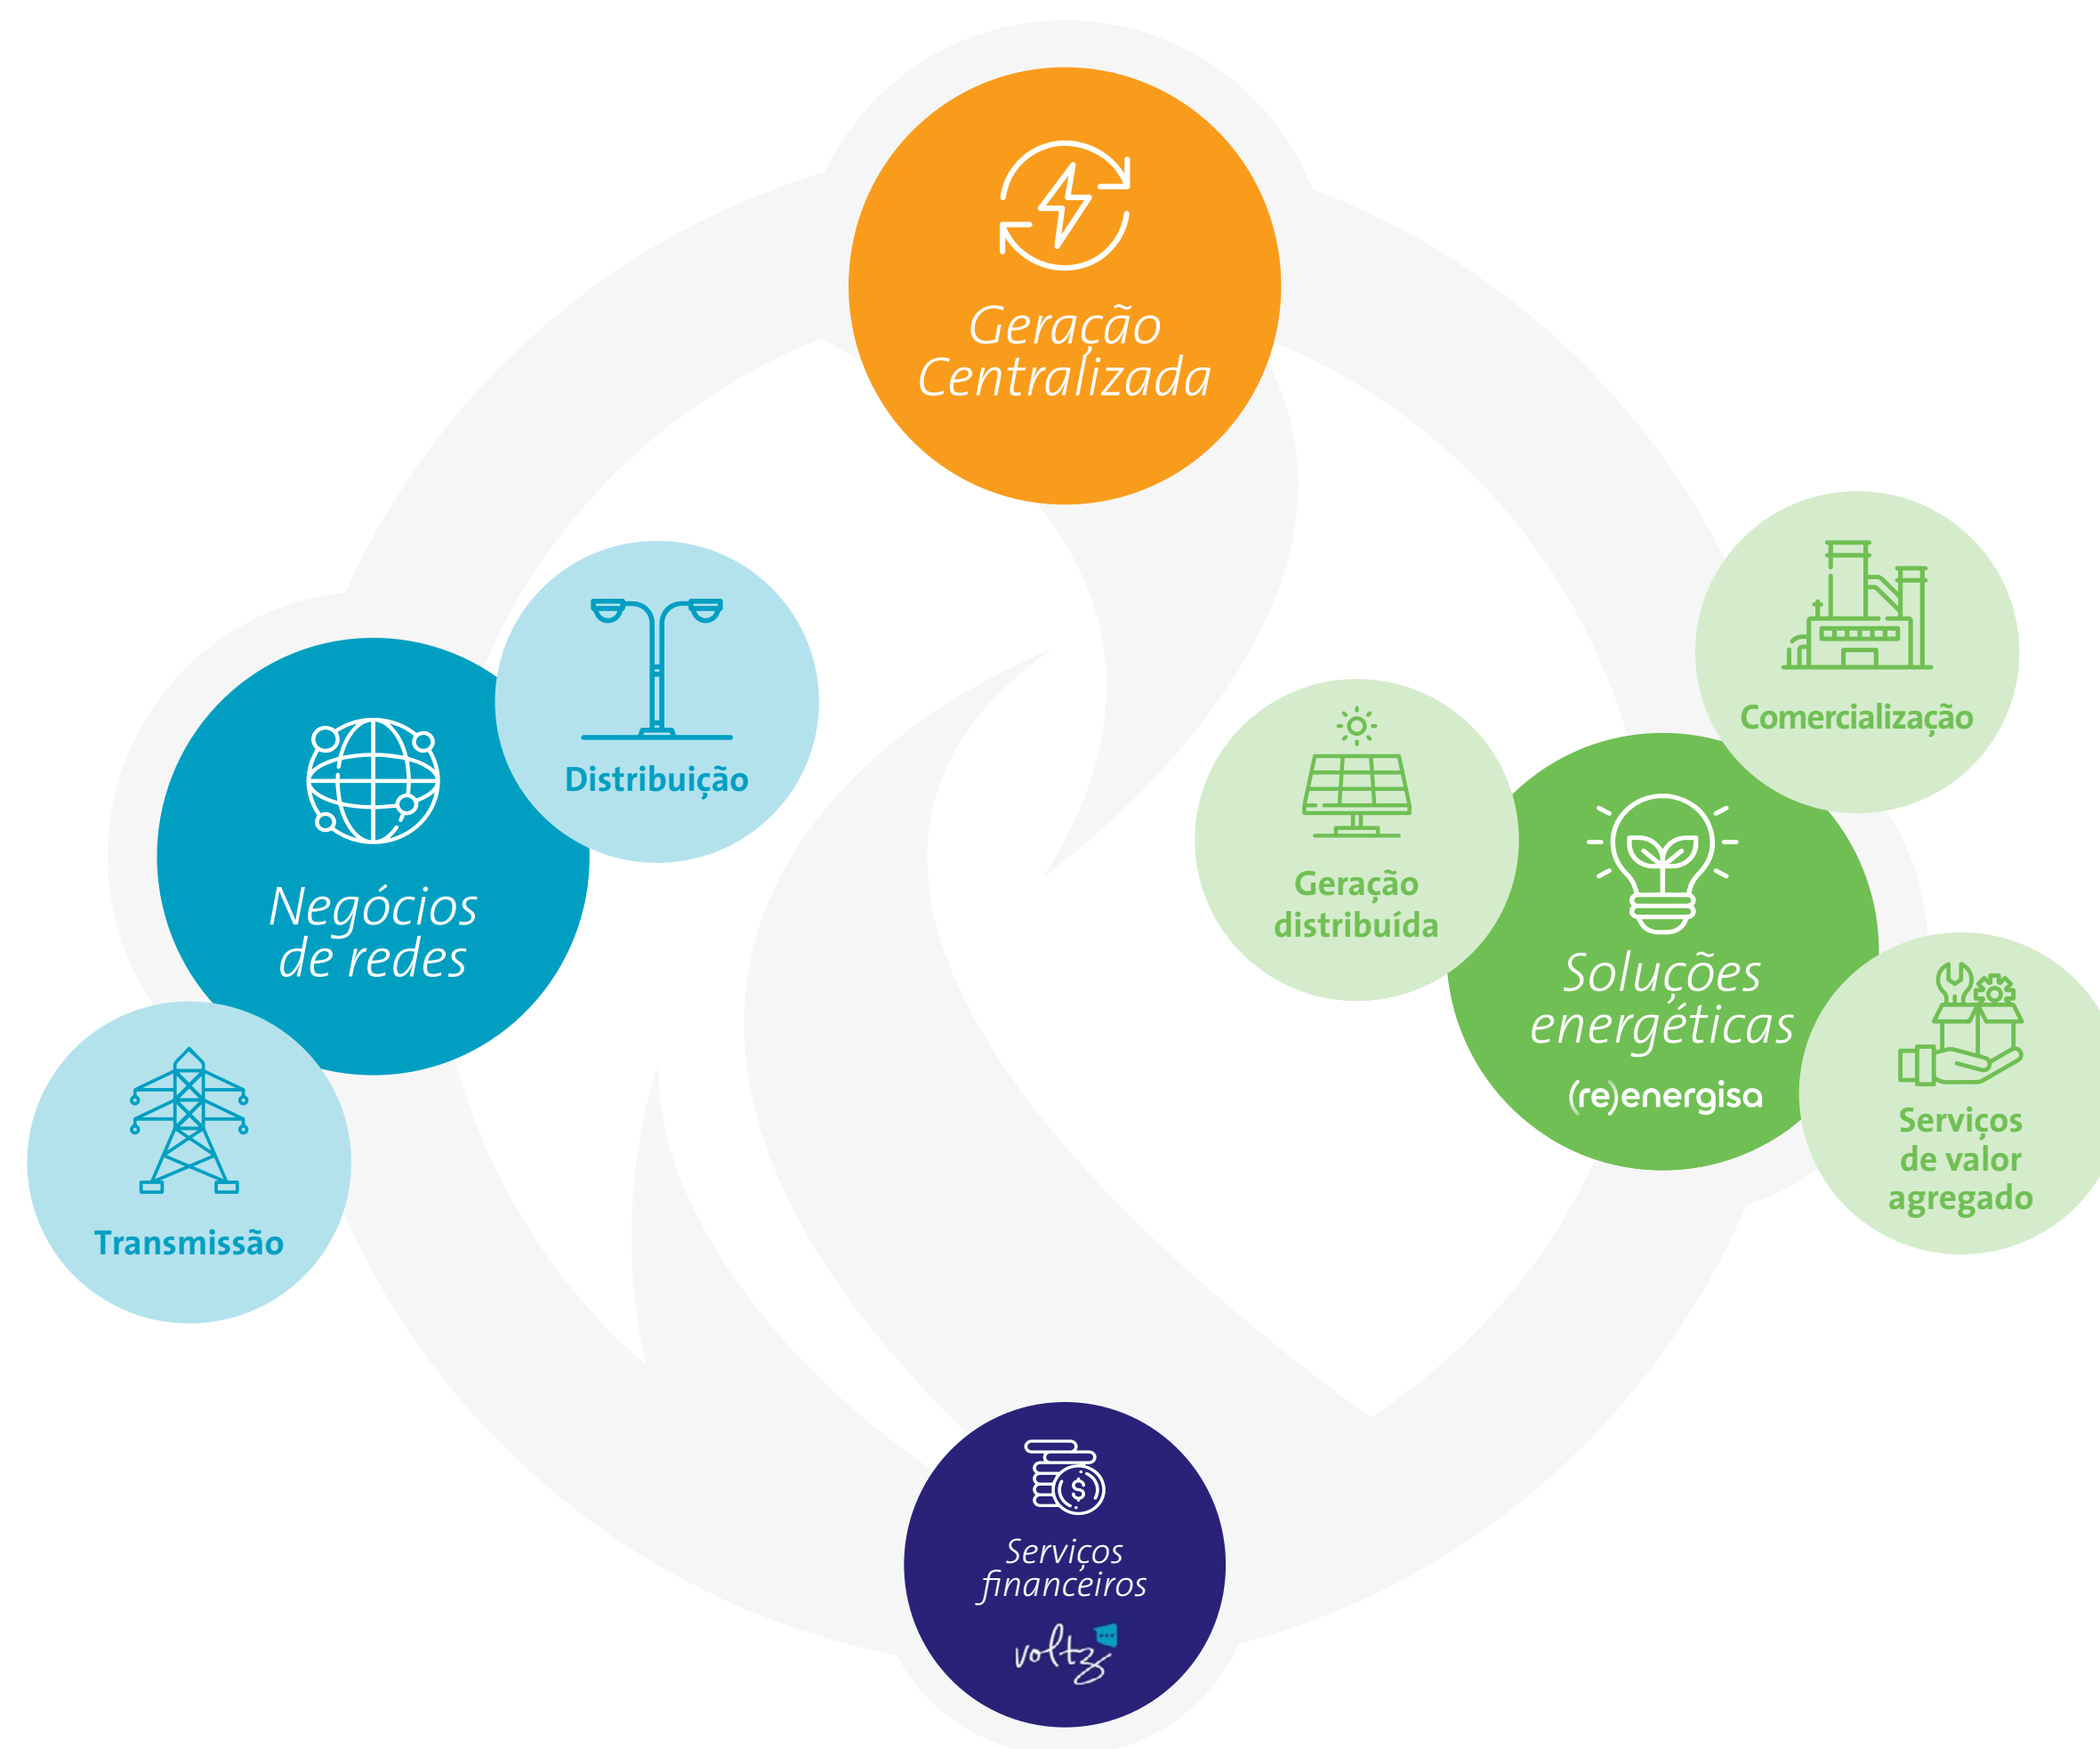 Geração
Centralizada
Distribuição
Negócios
de redes
Transmissão
Comercialização
Geração
distribuída
Soluções
energéticas
(re)energisa
Serviços
de valor
agregado
$
Serviços
financeiros
voltz